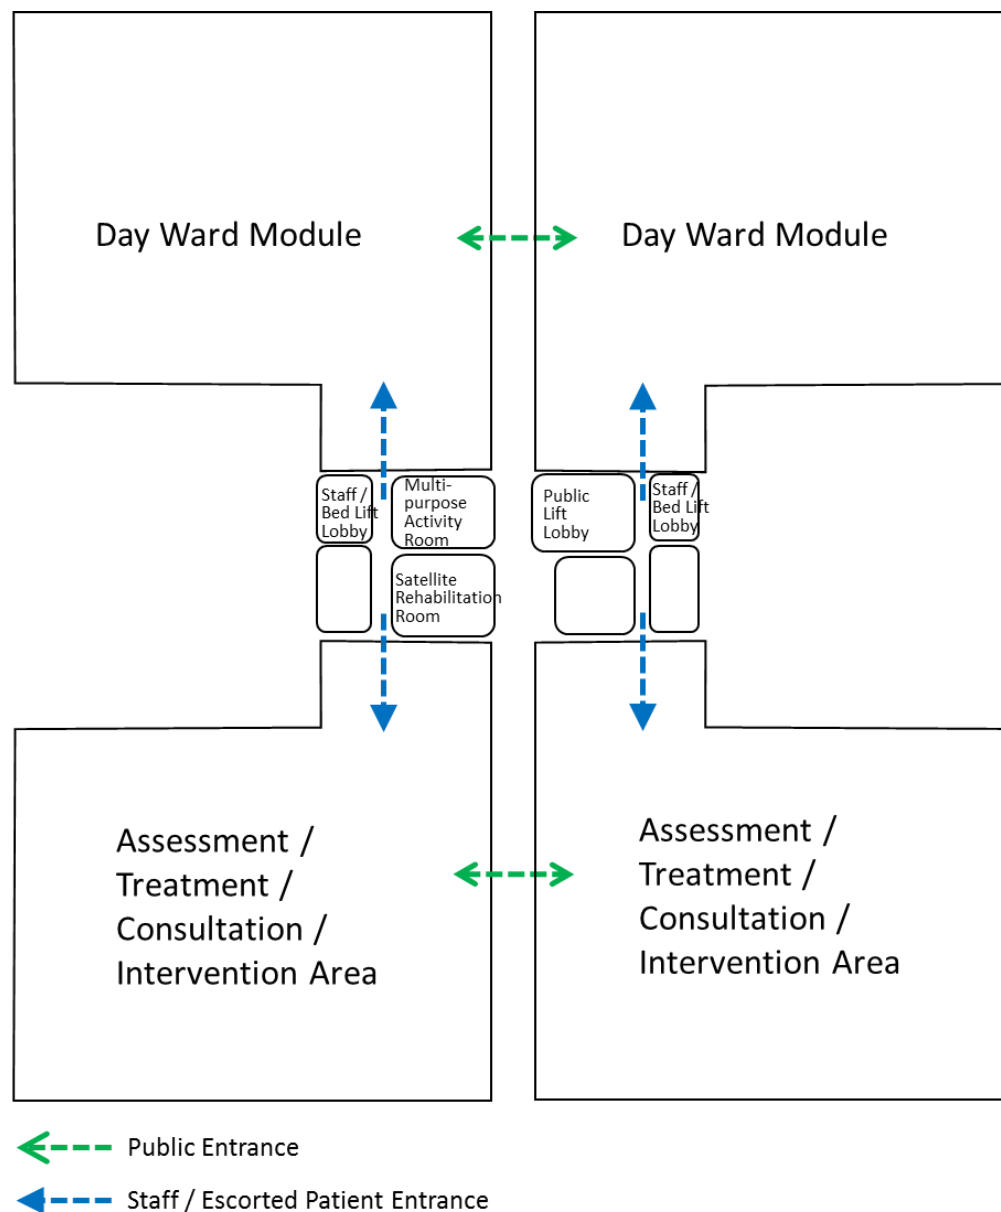 Day Ward Module
Day Ward Module
Staff /
Bed Lift
Lobby
Multi-
purpose
Activity
Room
Public
Lift
Lobby
Staff /
Bed Lift
Lobby
Satellite
Rehabilitation
Room
Assessment /
Treatment /
Consultation /
Intervention Area
Assessment /
Treatment /
Consultation /
Intervention Area
Public Entrance
Staff / Escorted Patient Entrance